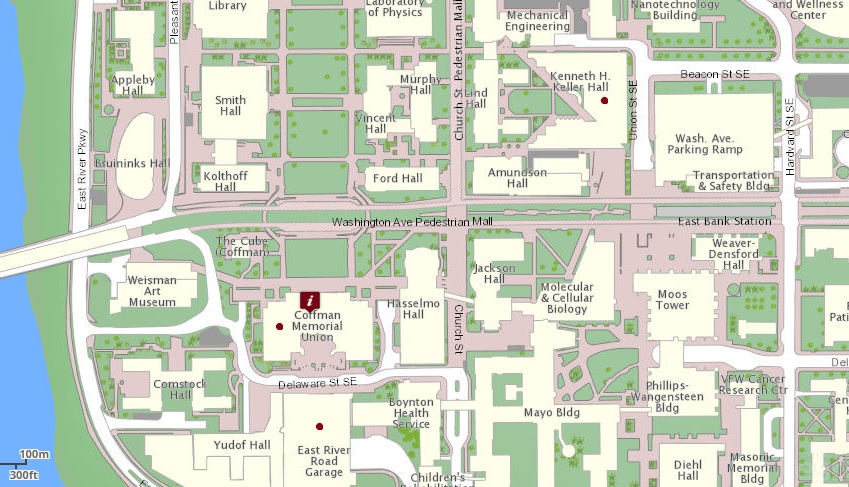 Library
Pleasant
Laboratory
of Physics
Church St Pedestrian Mall
Mechanical
Engineering
Nanotechnology
Building
and Wellness
Center
Appleby
Hall
Smith
Hall
Murphy
Hall
Lind
Hall
Kenneth H.
Keller Hall
Union St SE
Beacon St SE
Hardvard St SE
Vincent
Hall
Wash. Ave.
Parking Ramp
East River Pkwy
Bruininks Hall
Kolthoff
Hall
Ford Hall
Amundson
Hall
Transportation
& Safety Bldg
Washington Ave Pedestrian Mall
East Bank Station
The Cube
(Coffman)
Weaver-
Densford
Hall
Weisman
Art
Museum
Jackson
Hall
Molecular
& Cellular
Biology
Moos
Tower
i
Coffman
Memorial
Union
Hasselmo
Hall
Church St
Delaware St SE
Comstock
Hall
Phillips-
Wangensteen
Bldg
VFW Cancer
Research Ctr
Boynton
Health
Service
Mayo Bldg
Yudof Hall
East River
Road
Garage
Diehl
Hall
Masonic
Memorial
Bldg
Children's
100m
300ft